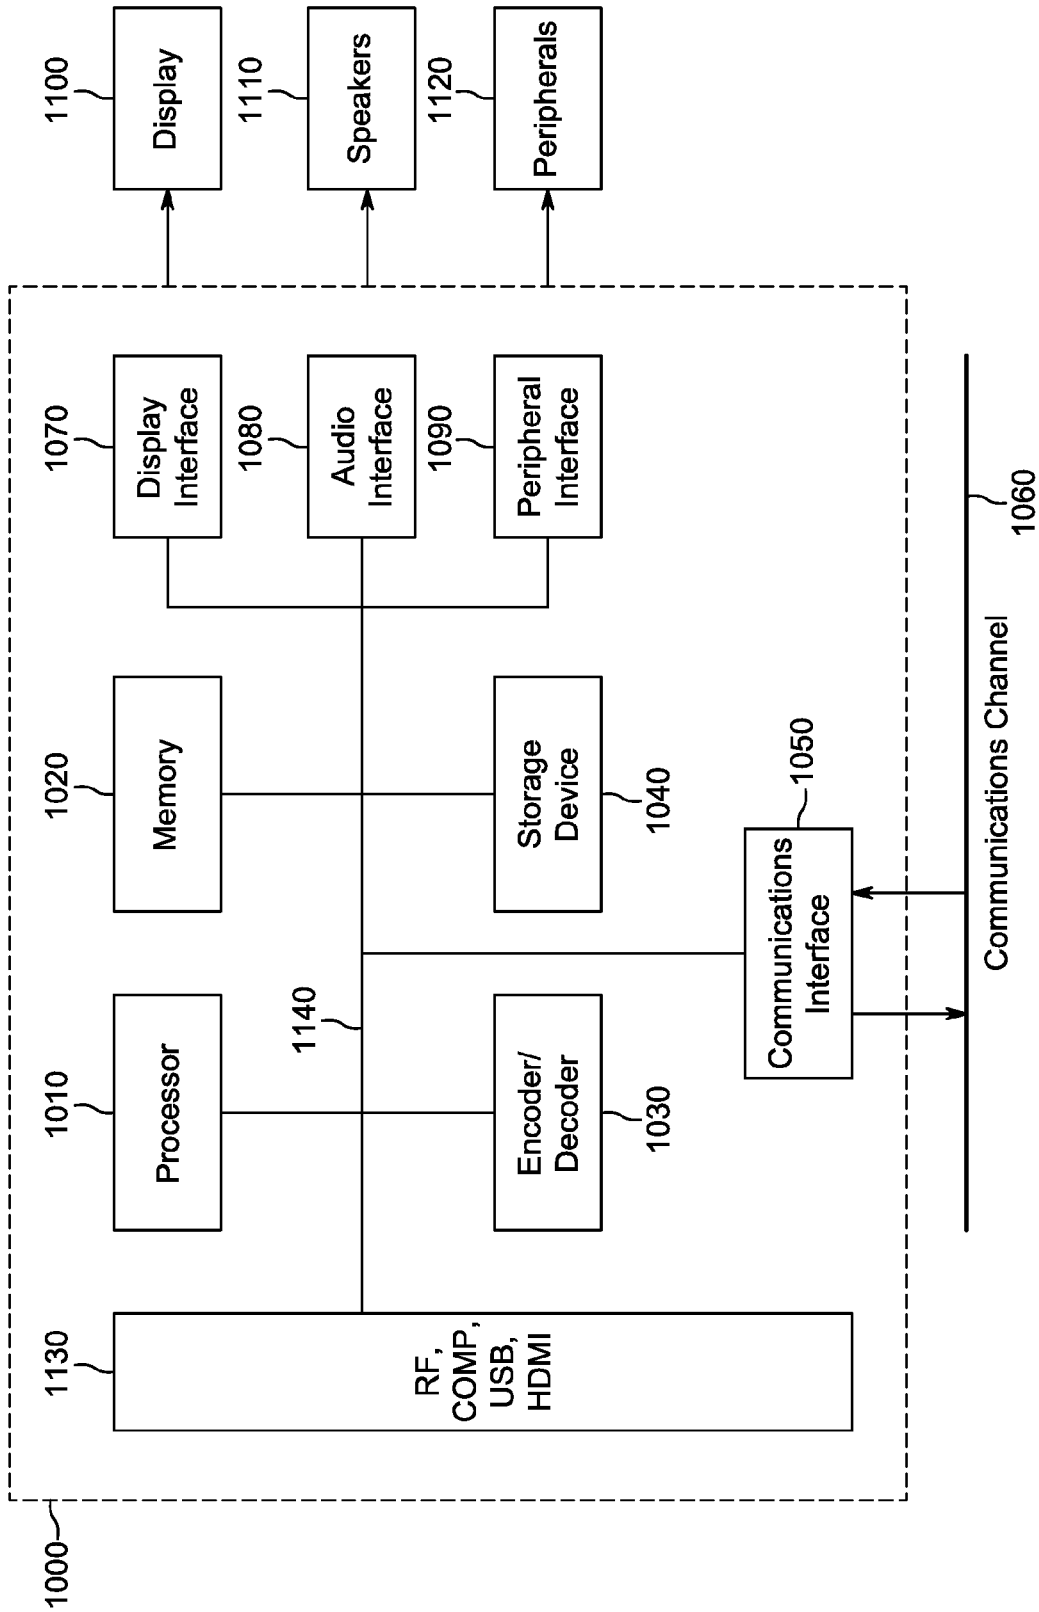 1000
1130
RF,
COMP,
USB,
HDMI
1010
Processor
1020
Memory
1070
Display
Interface
1100
Display
1140
1080
Audio
Interface
1110
Speakers
Encoder/
Decoder
1030
Storage
Device
1040
1090
Peripheral
Interface
1120
Peripherals
Communications
Interface
1050
Communications Channel
1060